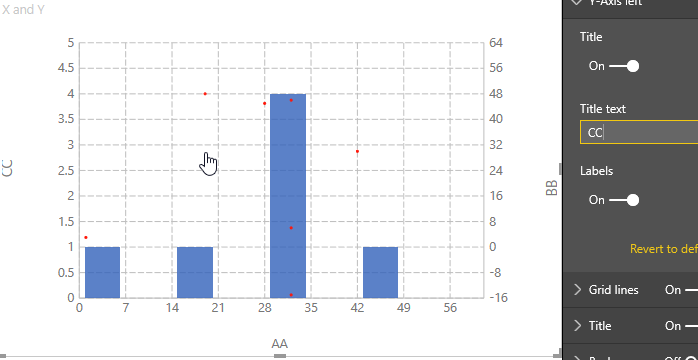 X and Y
5
4.5
4
3.5
3
2.5
2
1.5
1
0.5
0
CC
64
56
48
40
32
24
16
8
0
-8
-16
BB
0 7 14 21 28 35 42 49 56
AA
Y-Axis left
Title
On
Title text
CC
Labels
On
Revert to def
Grid lines On
Title On